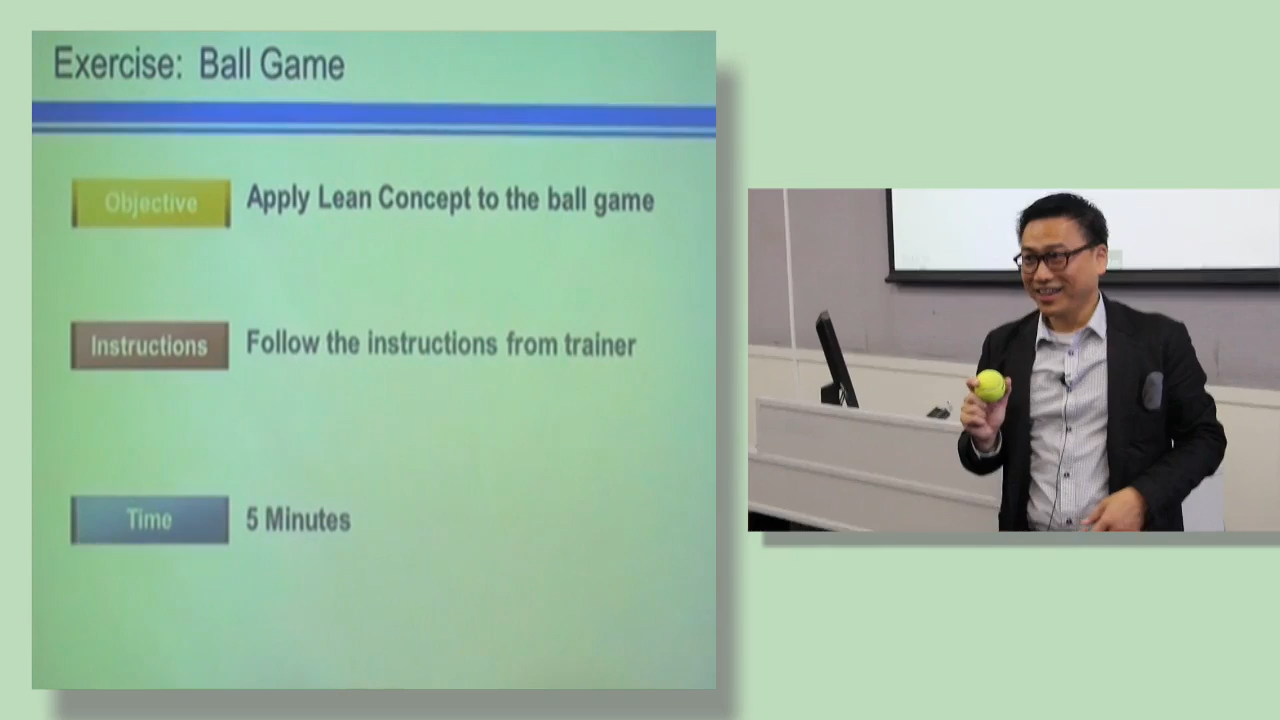 Exercise: Ball Game
Objective
Apply Lean Concept to the ball game
Instructions
Follow the instructions from trainer
Time
5 Minutes